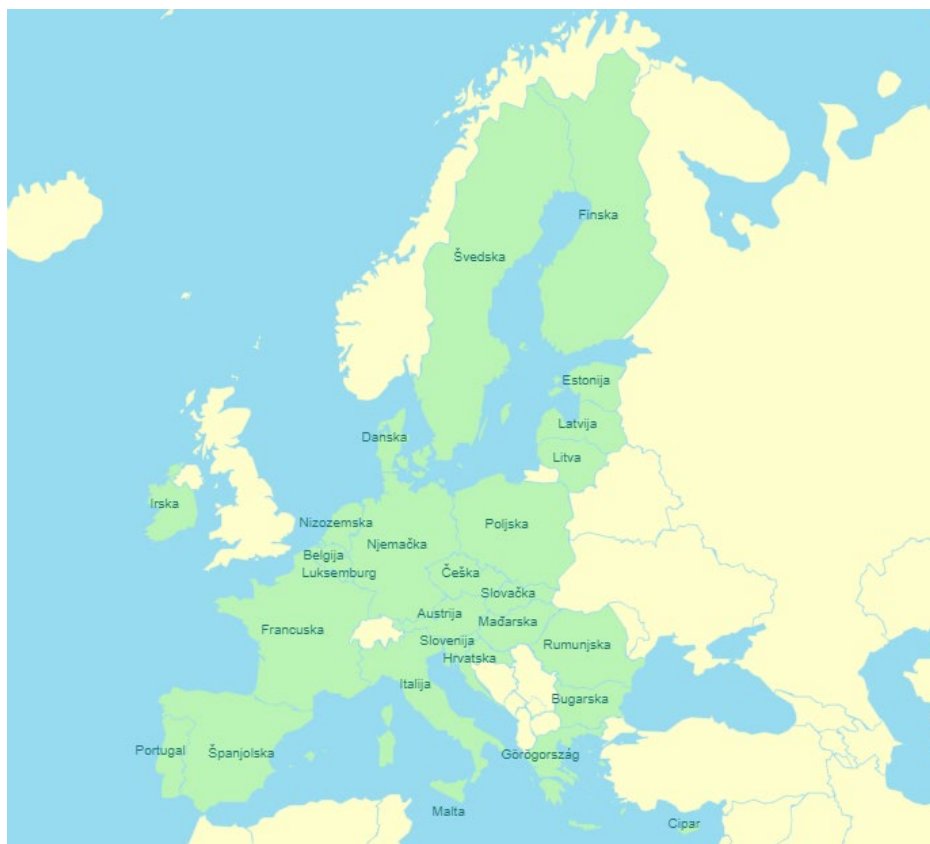 Finska
Švedska
Estonija
Latvija
Danska
Litva
Irska
Nizozemska
Poljska
Njemačka
Belgija
Luksemburg
Češka
Slovačka
Austrija
Mađarska
Francuska
Slovenija
Rumunjska
Hrvatska
Italija
Bugarska
Portugal
Španjolska
Görögország
Malta
Cipar